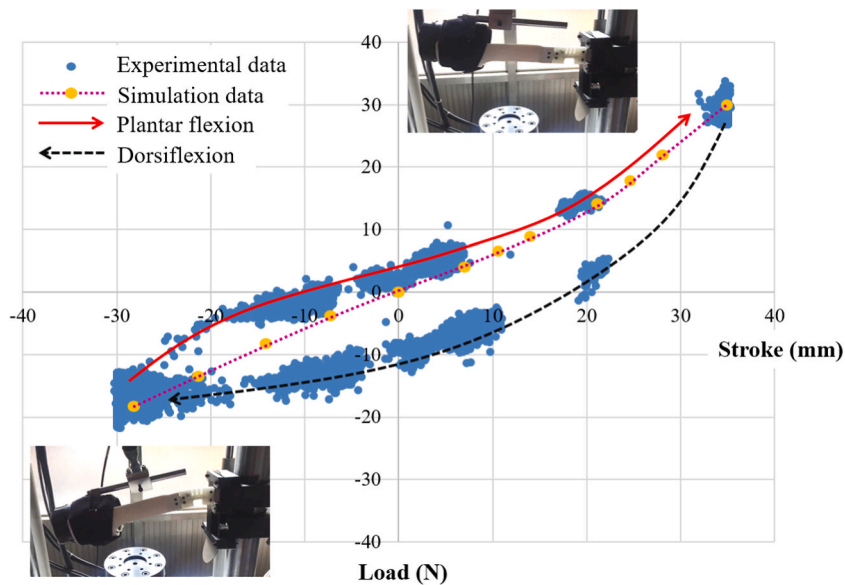 40
Experimental data
Simulation data
Plantar flexion
Dorsiflexion
30
20
10
0
-40 -30 -20 -10 0 10 20 30 40
Stroke (mm)
-10
-20
-30
-40
Load (N)